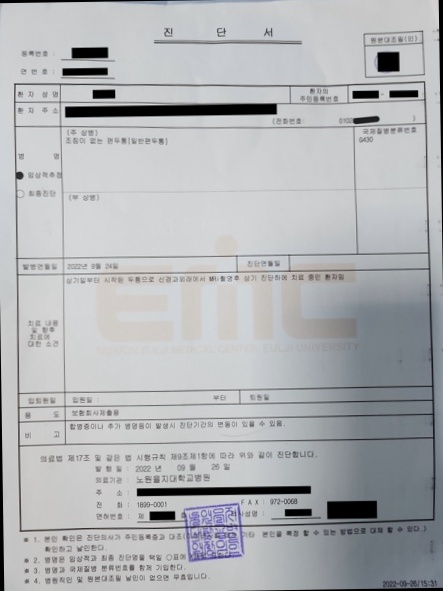 진 단 서
원본대조필(인)
등록번호 :
연 번 호 :
환 자 성 명
환자의
주민등록번호
-
환 자 주 소
(전화번호: 010 )
병 명
● 임상적추정
○ 최종진단
(주 상병)
조짐이 없는 편두통[일반편두통]
국제질병분류번호
G430
(부 상병)
발병연월일 2022년 8월 24일 진단연월일
치료 내용
및 향후
치료에
대한 소견
상기일부터 시작된 두통으로 신경과외래이서 MRI촬영후 상기 진단하에 치료 중인 환자임
EMC
NOWON EULJI MEDICAL CENTER, EULJI UNIVERSITY
입퇴원일 입원일 : 부터 퇴원일
용 도 보험회사제출용
비 고 합병증이나 추가 병명등이 발생시 진단기간의 변동이 있을 수 있음.
의료법 제17조 및 같은 법 시행규칙 제9조제1항에 따라 위와 같이 진단합니다.
발 행 일 : 2022 년 09 월 26 일
의료기관 : 노원을지대학교병원
주 소 :
전 화 : 1899-0001 FAX : 972-0068
면허번호 : 제 호 사성명 :
※ 1. 본인 확인은 진단의사가 주민등록증과 대조( 기타 본인을 특정 할 수 있는 방법으로 대체 할 수 있다.)
확인하고 날인한다.
※ 2. 병명은 임상적과 최종 진단명을 택일 ○표여
※ 3. 병명과 국제질병 분류번호를 함께 기입한다.
※ 4. 병원직인 및 원본대조필 날인이 없으면 무효입니다.
2022-09-26/15:31